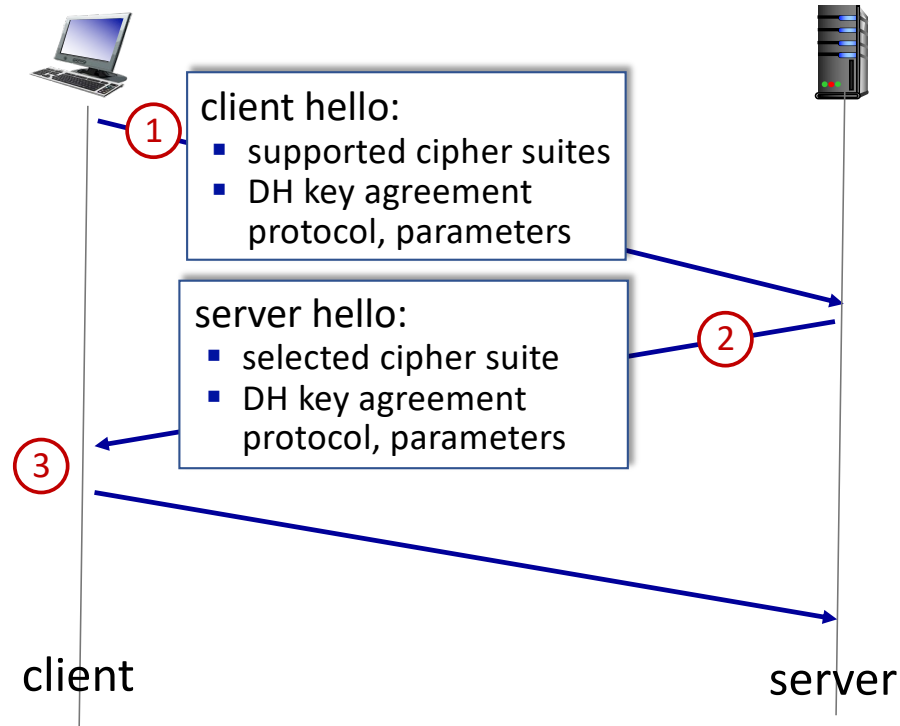 1
client hello:
▪ supported cipher suites
▪ DH key agreement
protocol, parameters
server hello:
▪ selected cipher suite
▪ DH key agreement
protocol, parameters
2
3
client
server